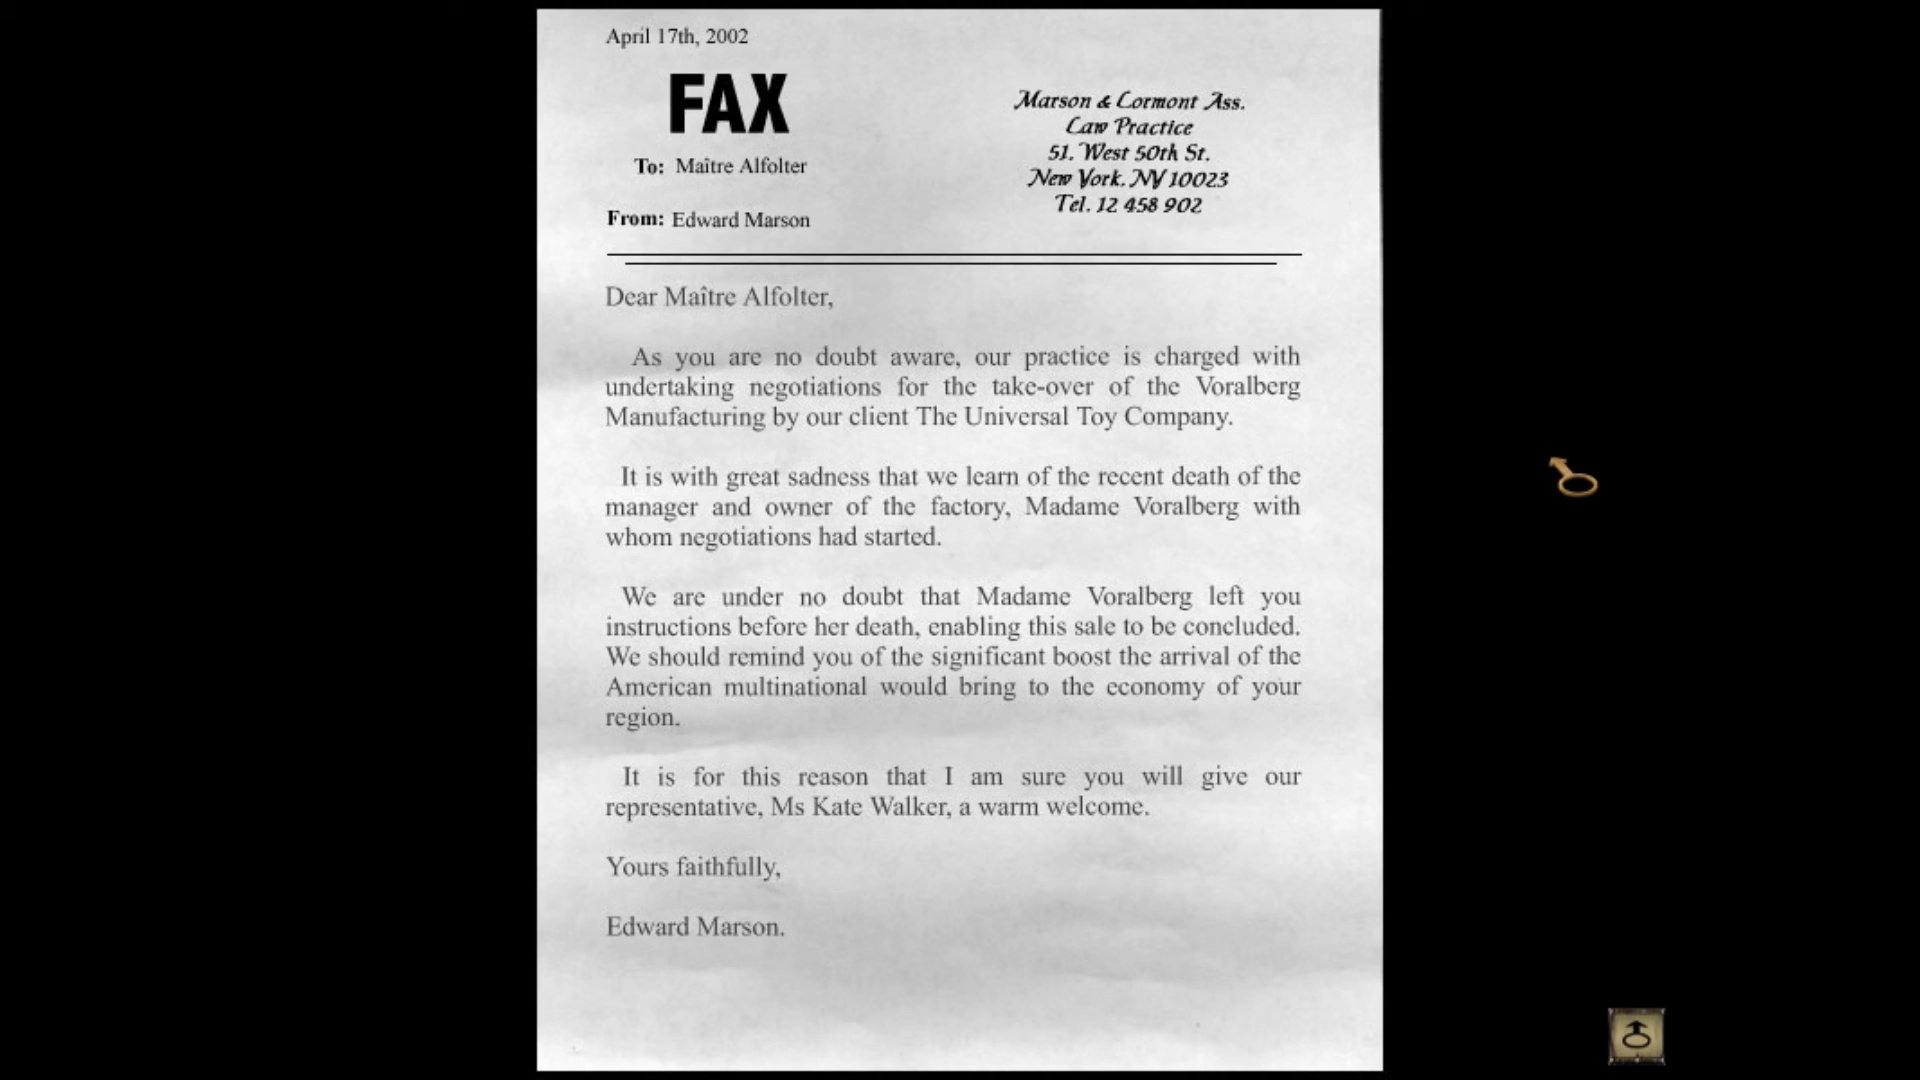 April 17th, 2002
FAX
Marson & Lormont Ass.
Law Practice
51. West 50th St.
New York. NY 10023
Tel. 12 458 902
To: Maître Alfolter
From: Edward Marson
Dear Maître Alfolter,
As you are no doubt aware, our practice is charged with
undertaking negotiations for the take-over of the Voralberg
Manufacturing by our client The Universal Toy Company.
It is with great sadness that we learn of the recent death of the
manager and owner of the factory, Madame Voralberg with
whom negotiations had started.
We are under no doubt that Madame Voralberg left you
instructions before her death, enabling this sale to be concluded.
We should remind you of the significant boost the arrival of the
American multinational would bring to the economy of your
region.
It is for this reason that I am sure you will give our
representative, Ms Kate Walker, a warm welcome.
Yours faithfully,
Edward Marson.